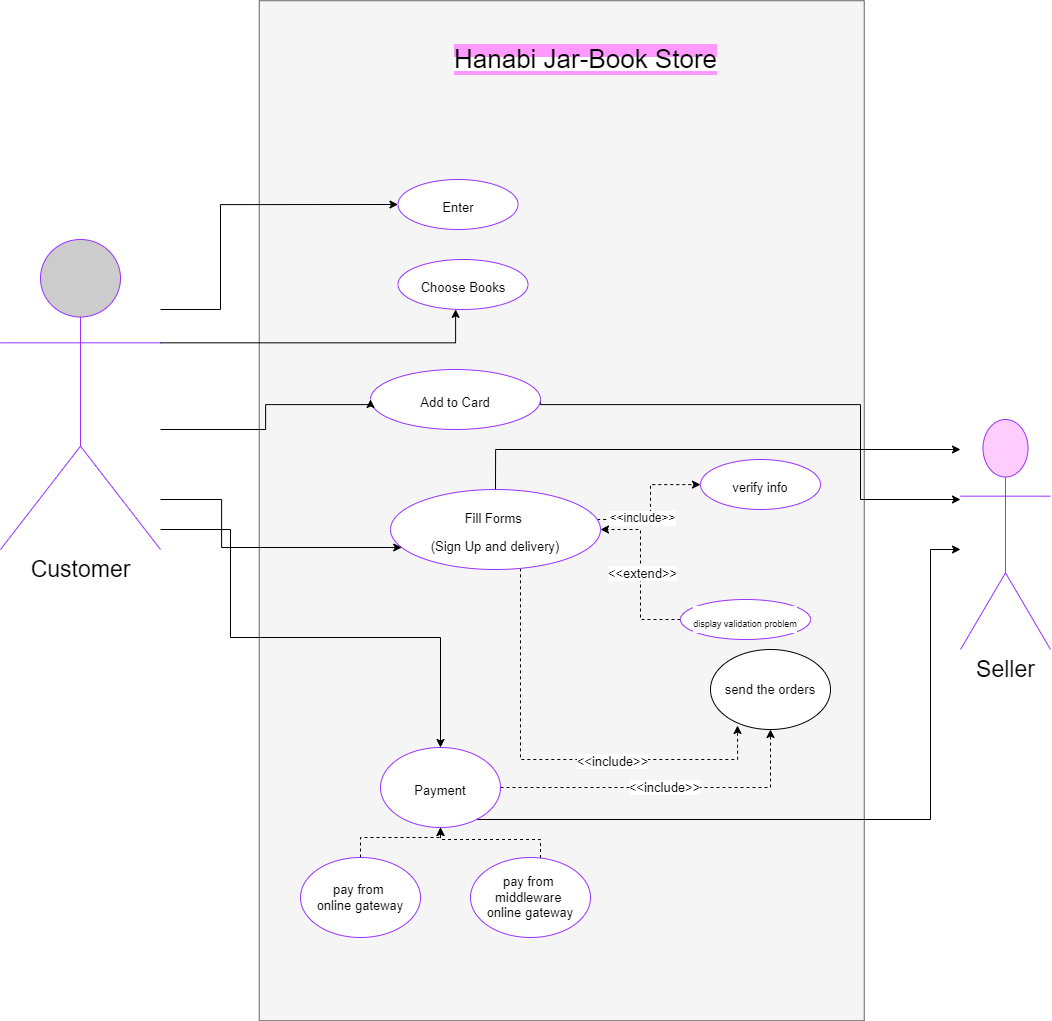 Hanabi Jar-Book Store
Enter
Choose Books
Add to Card
Fill Forms
(Sign Up and delivery)
verify info
<<include>>
<<extend>>
display validation problem
Customer
Seller
send the orders
<<include>>
<<include>>
Payment
pay from
online gateway
pay from
middleware
online gateway